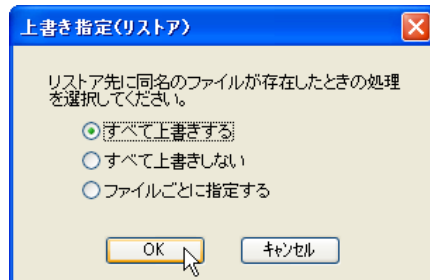 上書き指定(リストア)
リストア先に同名のファイルが存在したときの処理
を選択してください。
すべて上書きする
すべて上書きしない
ファイルごとに指定する
OK
キャンセル